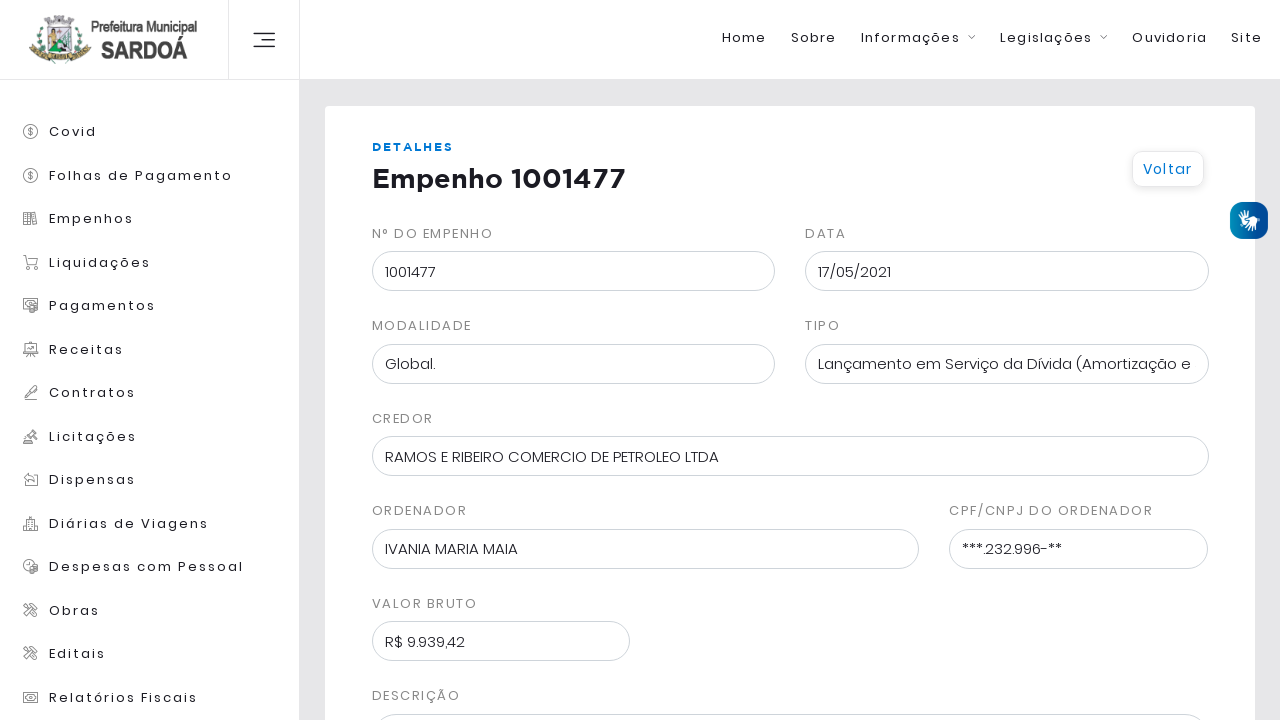 Prefeitura Municipal
SARDOÁ
Home Sobre Informações Legislações Ouvidoria Site
Covid
Folhas de Pagamento
Empenhos
Liquidações
Pagamentos
Receitas
Contratos
Licitações
Dispensas
Diárias de Viagens
Despesas com Pessoal
Obras
Editais
Relatórios Fiscais
DETALHES
Empenho 1001477
Voltar
Nº DO EMPENHO
1001477
DATA
17/05/2021
MODALIDADE
Global.
TIPO
Lançamento em Serviço da Dívida (Amortização e
CREDOR
RAMOS E RIBEIRO COMERCIO DE PETROLEO LTDA
ORDENADOR
IVANIA MARIA MAIA
CPF/CNPJ DO ORDENADOR
***.232.996-**
VALOR BRUTO
R$ 9.939,42
DESCRIÇÃO